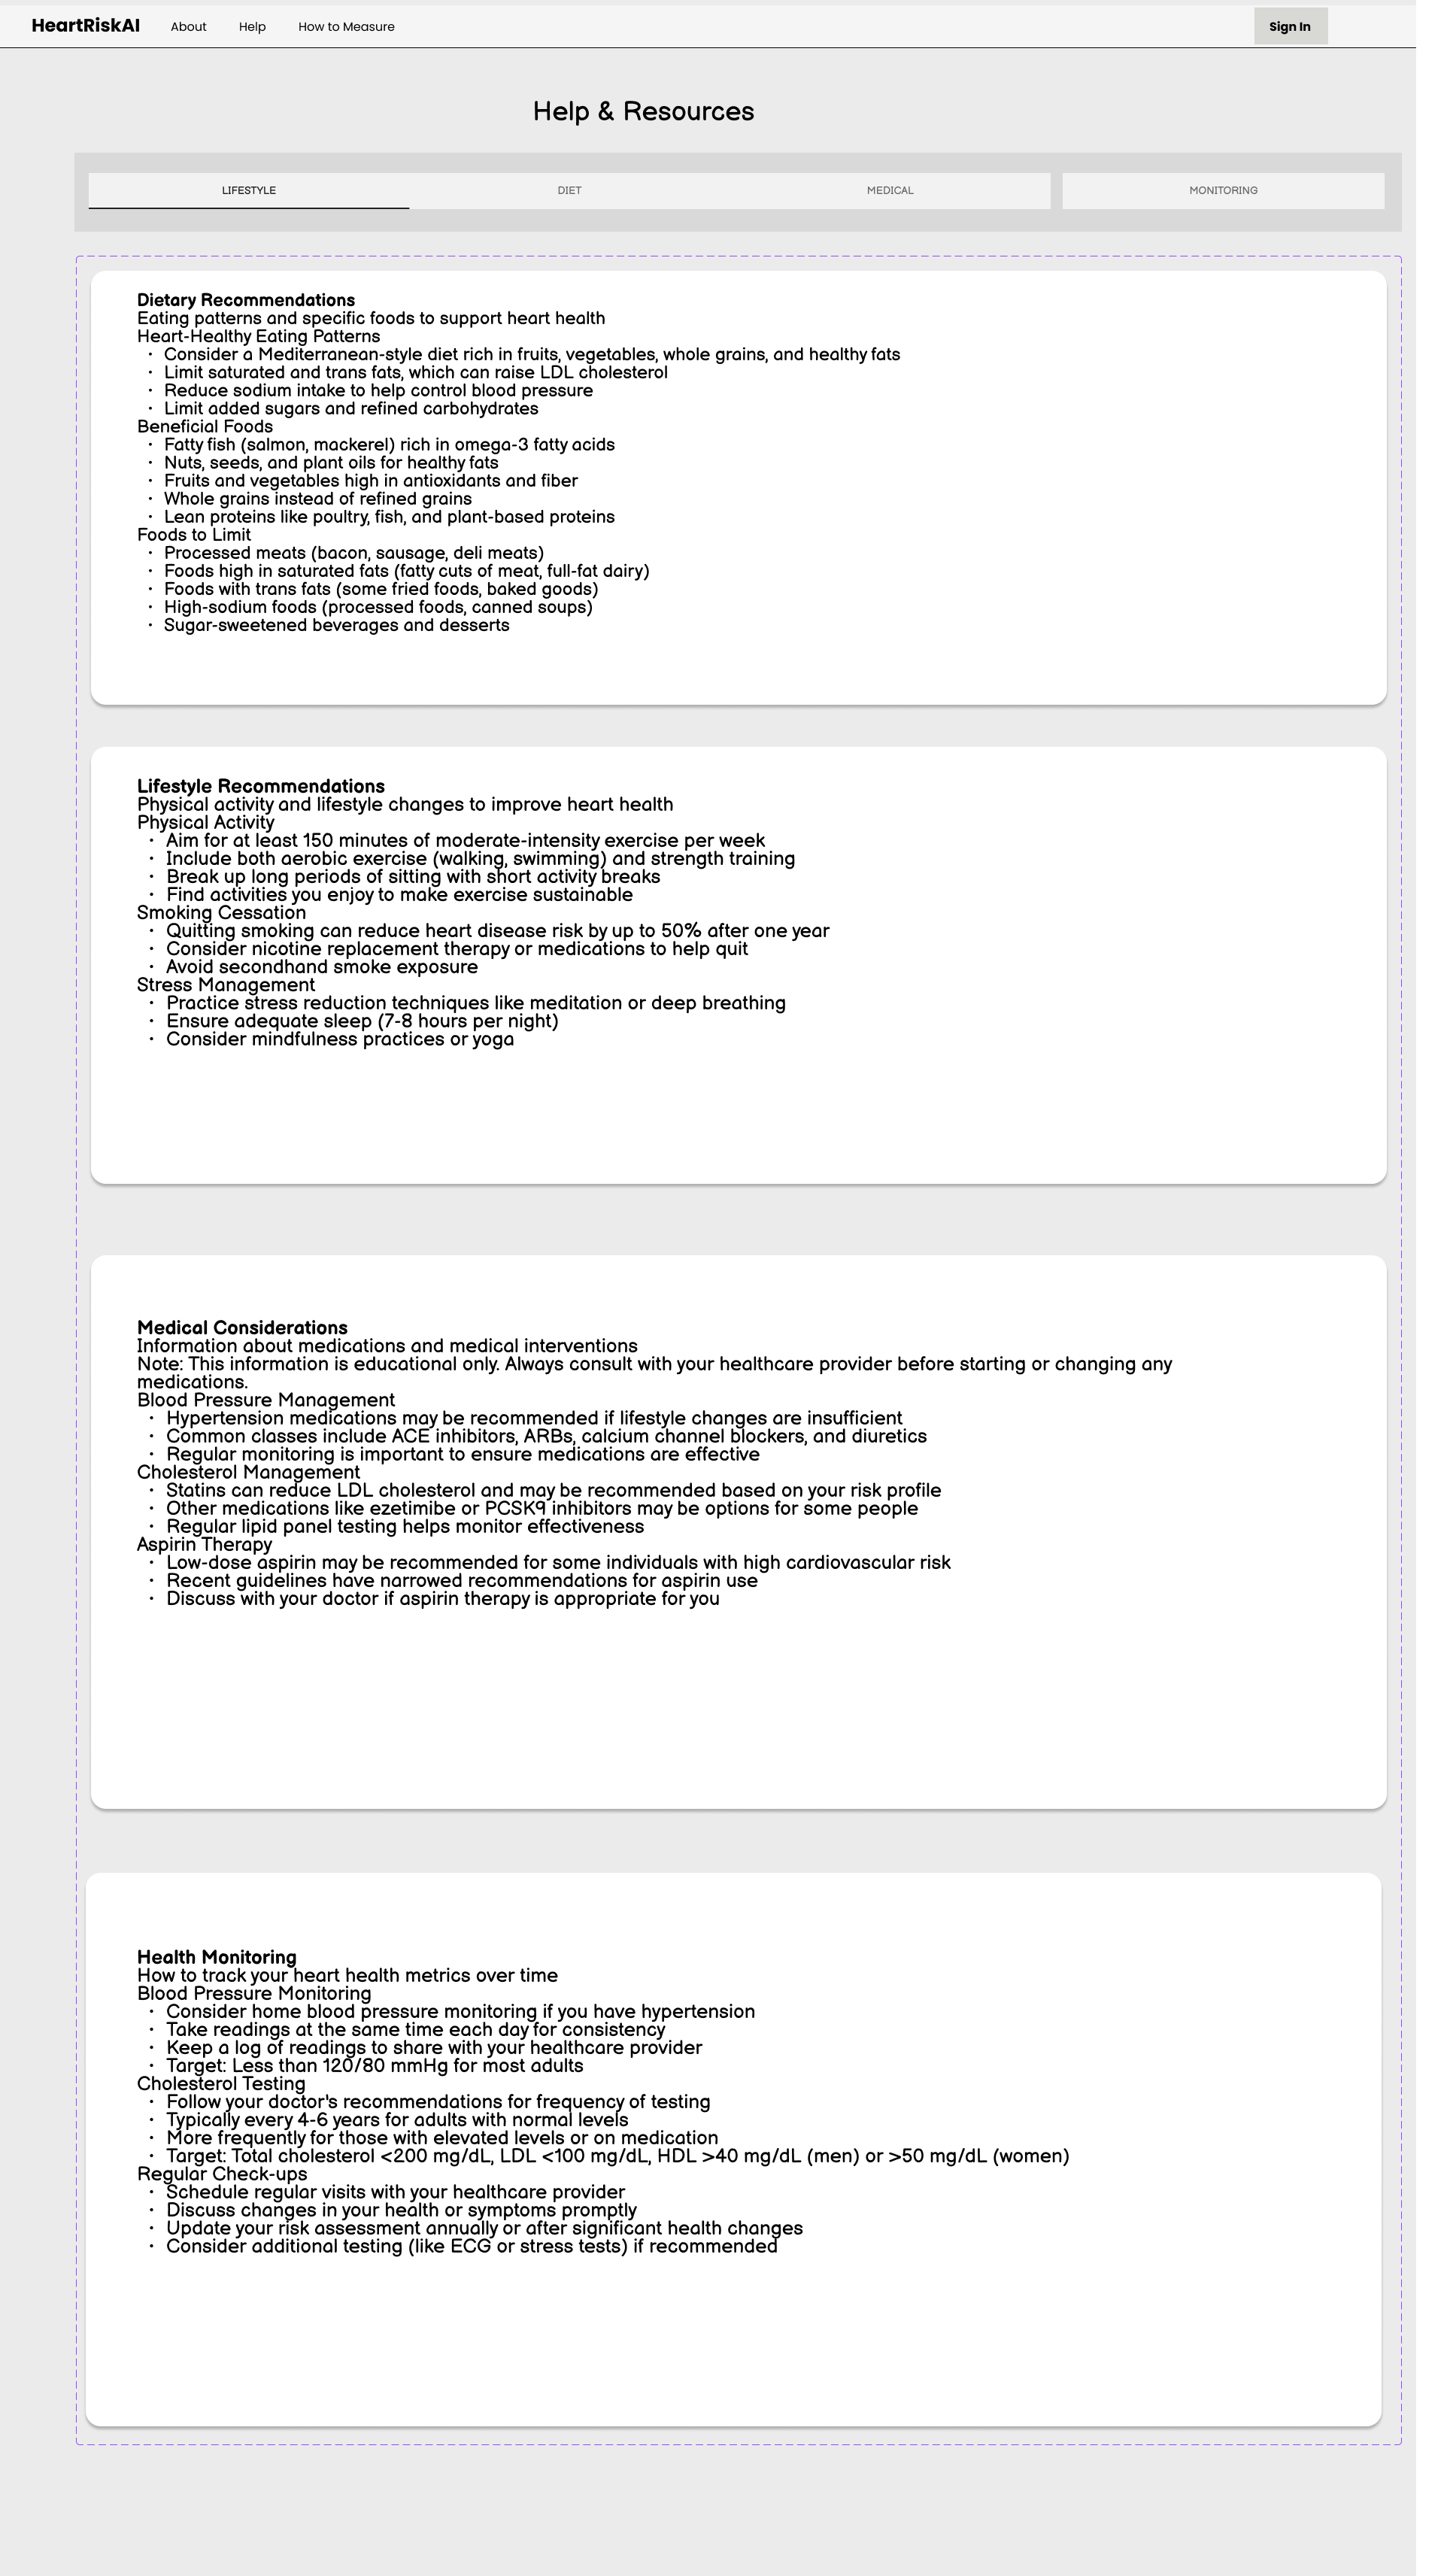 HeartRiskAI About Help How to Measure Sign In
Help & Resources
LIFESTYLE DIET MEDICAL MONITORING
Dietary Recommendations
Eating patterns and specific foods to support heart health
Heart-Healthy Eating Patterns
• Consider a Mediterranean-style diet rich in fruits, vegetables, whole grains, and healthy fats
• Limit saturated and trans fats, which can raise LDL cholesterol
• Reduce sodium intake to help control blood pressure
• Limit added sugars and refined carbohydrates
Beneficial Foods
• Fatty fish (salmon, mackerel) rich in omega-3 fatty acids
• Nuts, seeds, and plant oils for healthy fats
• Fruits and vegetables high in antioxidants and fiber
• Whole grains instead of refined grains
• Lean proteins like poultry, fish, and plant-based proteins
Foods to Limit
• Processed meats (bacon, sausage, deli meats)
• Foods high in saturated fats (fatty cuts of meat, full-fat dairy)
• Foods with trans fats (some fried foods, baked goods)
• High-sodium foods (processed foods, canned soups)
• Sugar-sweetened beverages and desserts
Lifestyle Recommendations
Physical activity and lifestyle changes to improve heart health
Physical Activity
• Aim for at least 150 minutes of moderate-intensity exercise per week
• Include both aerobic exercise (walking, swimming) and strength training
• Break up long periods of sitting with short activity breaks
• Find activities you enjoy to make exercise sustainable
Smoking Cessation
• Quitting smoking can reduce heart disease risk by up to 50% after one year
• Consider nicotine replacement therapy or medications to help quit
• Avoid secondhand smoke exposure
Stress Management
• Practice stress reduction techniques like meditation or deep breathing
• Ensure adequate sleep (7-8 hours per night)
• Consider mindfulness practices or yoga
Medical Considerations
Information about medications and medical interventions
Note: This information is educational only. Always consult with your healthcare provider before starting or changing any
medications.
Blood Pressure Management
• Hypertension medications may be recommended if lifestyle changes are insufficient
• Common classes include ACE inhibitors, ARBs, calcium channel blockers, and diuretics
• Regular monitoring is important to ensure medications are effective
Cholesterol Management
• Statins can reduce LDL cholesterol and may be recommended based on your risk profile
• Other medications like ezetimibe or PCSK9 inhibitors may be options for some people
• Regular lipid panel testing helps monitor effectiveness
Aspirin Therapy
• Low-dose aspirin may be recommended for some individuals with high cardiovascular risk
• Recent guidelines have narrowed recommendations for aspirin use
• Discuss with your doctor if aspirin therapy is appropriate for you
Health Monitoring
How to track your heart health metrics over time
Blood Pressure Monitoring
• Consider home blood pressure monitoring if you have hypertension
• Take readings at the same time each day for consistency
• Keep a log of readings to share with your healthcare provider
• Target: Less than 120/80 mmHg for most adults
Cholesterol Testing
• Follow your doctor's recommendations for frequency of testing
• Typically every 4-6 years for adults with normal levels
• More frequently for those with elevated levels or on medication
• Target: Total cholesterol <200 mg/dL, LDL <100 mg/dL, HDL >40 mg/dL (men) or >50 mg/dL (women)
Regular Check-ups
• Schedule regular visits with your healthcare provider
• Discuss changes in your health or symptoms promptly
• Update your risk assessment annually or after significant health changes
• Consider additional testing (like ECG or stress tests) if recommended